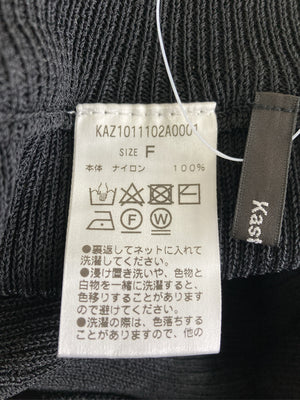 KAZ1011102A0001
SIZE F
本体 ナイロン 100%
F W
●裏返してネットに入れて
洗濯してください。
●浸け置き洗いや、色物と
白物を一緒に洗濯すると、
色移りすることがあります
ので避けてください。
●洗濯の際は、色落ちするこ
とがありますので、他の
Kast